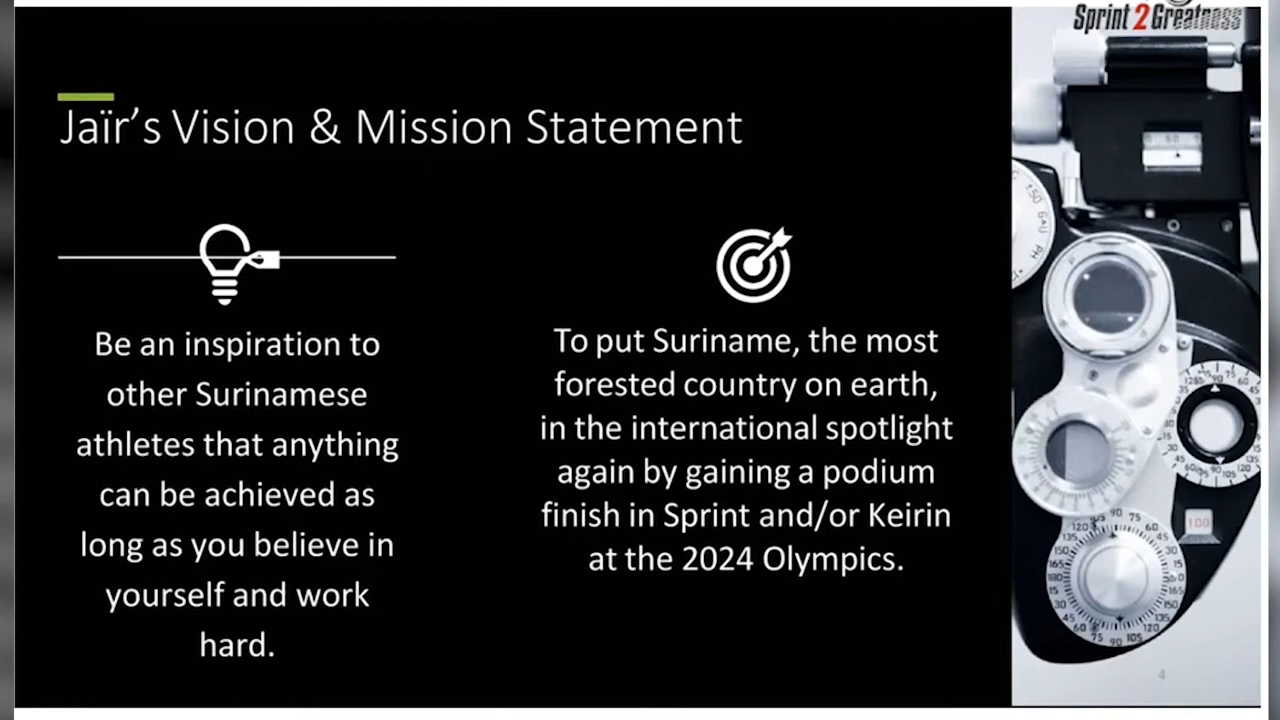 Sprint 2 Greatness
Jaïr's Vision & Mission Statement
Be an inspiration to
other Surinamese
athletes that anything
can be achieved as
long as you believe in
yourself and work
hard.
To put Suriname, the most
forested country on earth,
in the international spotlight
again by gaining a podium
finish in Sprint and/or Keirin
at the 2024 Olympics.
4